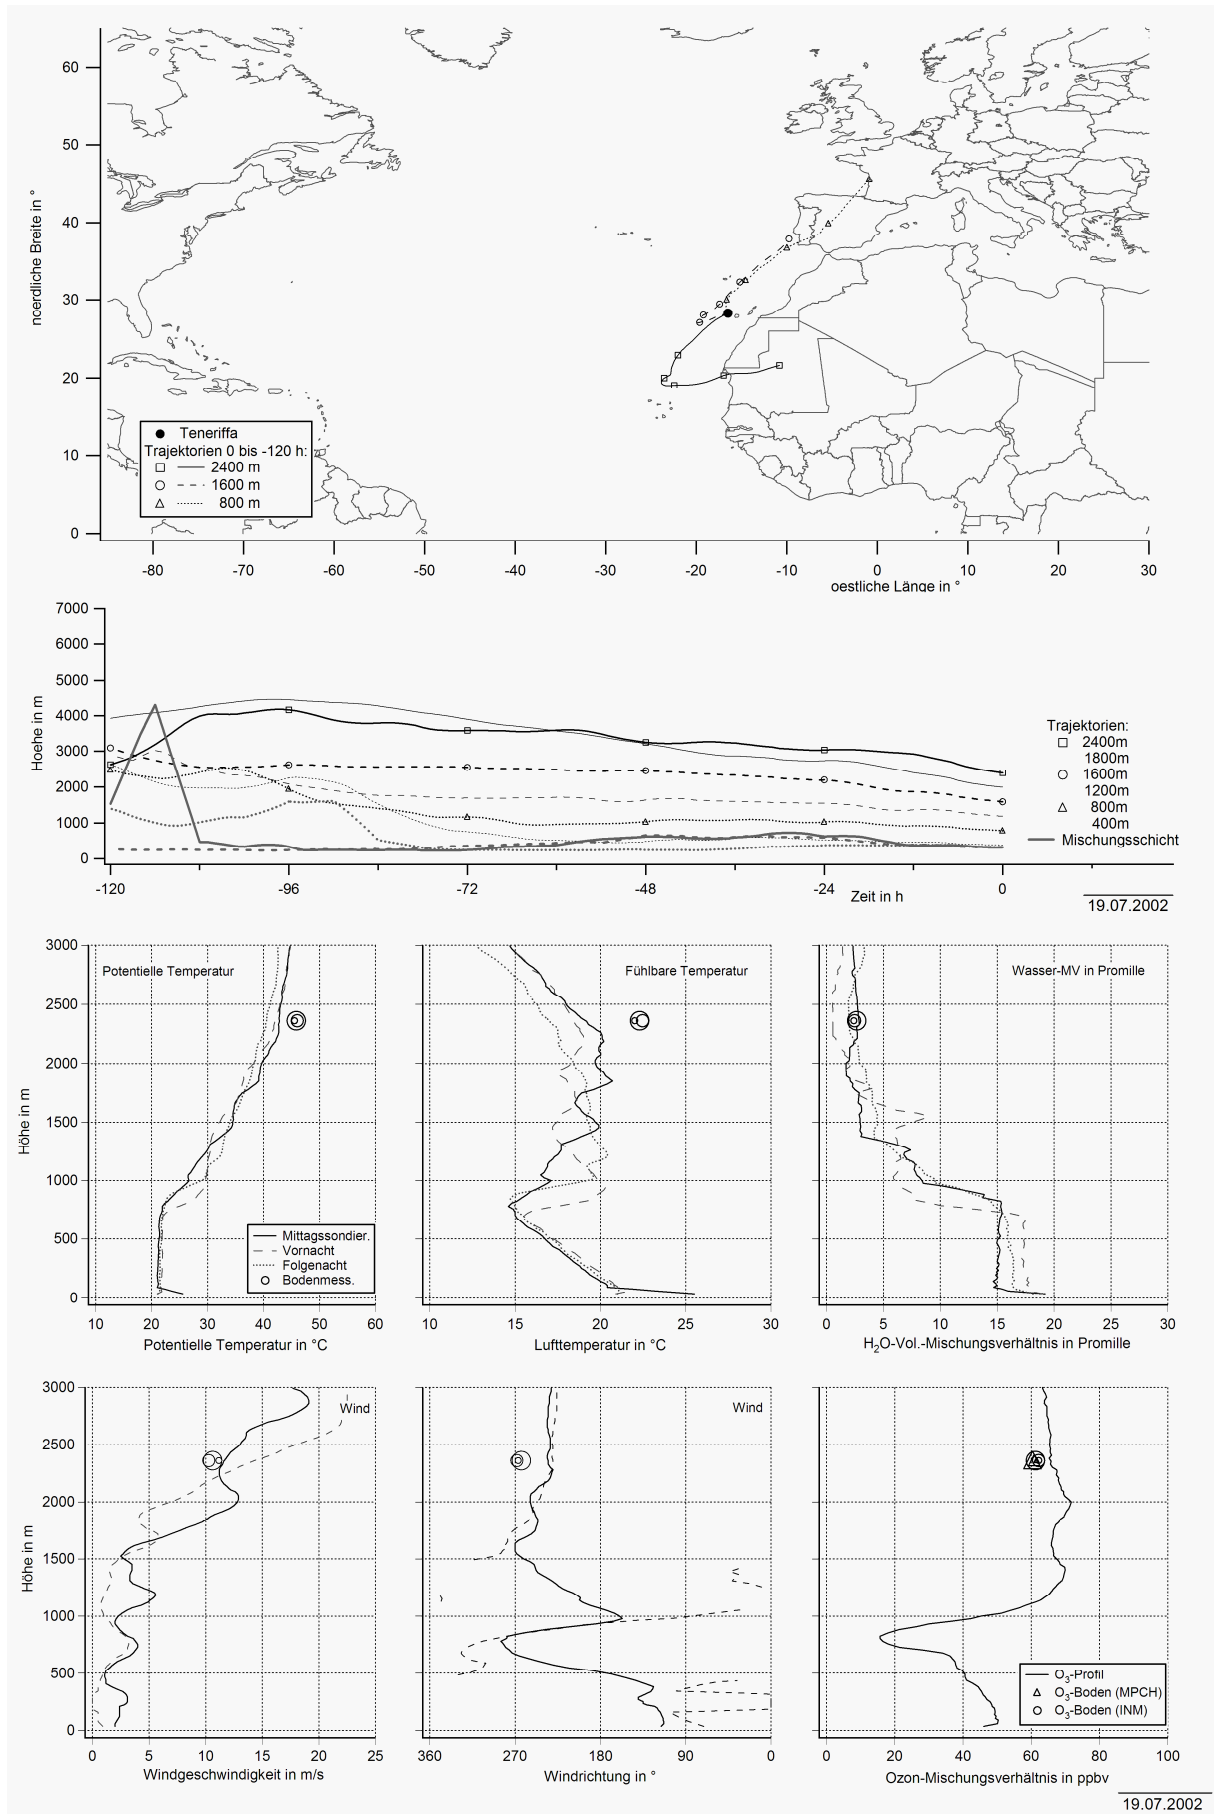 60
50
40
30
20
10
0
noerdliche Breite in °
Teneriffa
Trajektorien 0 bis -120 h:
2400 m
1600 m
800 m
-80 -70 -60 -50 -40 -30 -20 -10 0 10 20 30
oestliche Länge in °
7000
6000
5000
4000
3000
2000
1000
0
Hoehe in m
Trajektorien:
2400m
1800m
1600m
1200m
800m
400m
Mischungsschicht
-120 -96 -72 -48 -24 0
Zeit in h
19.07.2002
3000
2500
2000
1500
1000
500
0
Höhe in m
Potentielle Temperatur
Mittagssondier.
Vornacht
Folgenacht
Bodenmess.
10 20 30 40 50 60
Potentielle Temperatur in °C
Fühlbare Temperatur
10 15 20 25 30
Lufttemperatur in °C
Wasser-MV in Promille
0 5 10 15 20 25 30
H2O-Vol.-Mischungsverhältnis in Promille
3000
2500
2000
1500
1000
500
0
Höhe in m
Wind
0 5 10 15 20 25
Windgeschwindigkeit in m/s
Wind
360 270 180 90 0
Windrichtung in °
O3-Profil
O3-Boden (MPCH)
O3-Boden (INM)
0 20 40 60 80 100
Ozon-Mischungsverhältnis in ppbv
19.07.2002